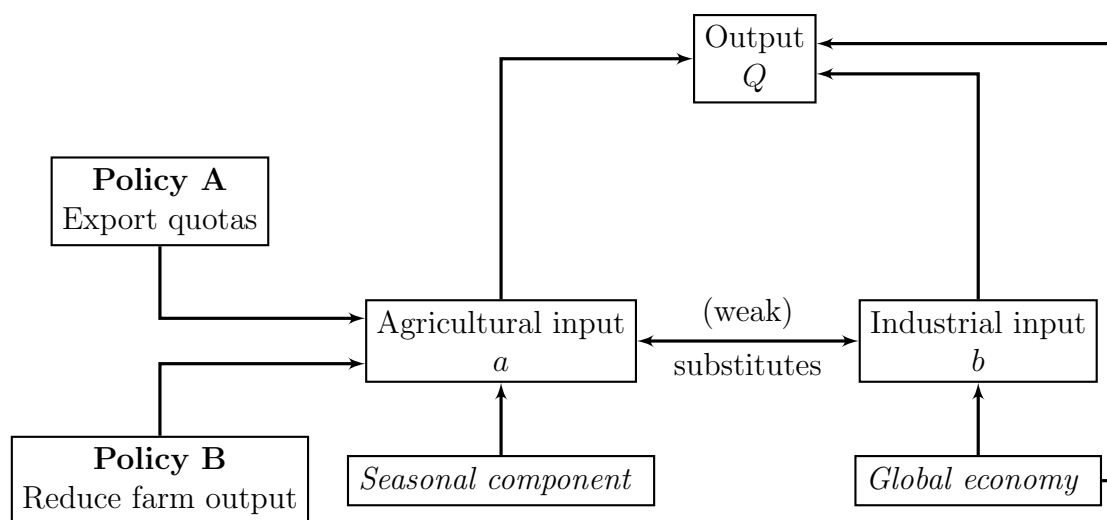 Output
Q
Policy A
Export quotas
(weak)
Agricultural input
a
substitutes
Industrial input
b
Policy B
Reduce farm output
Seasonal component
Global economy